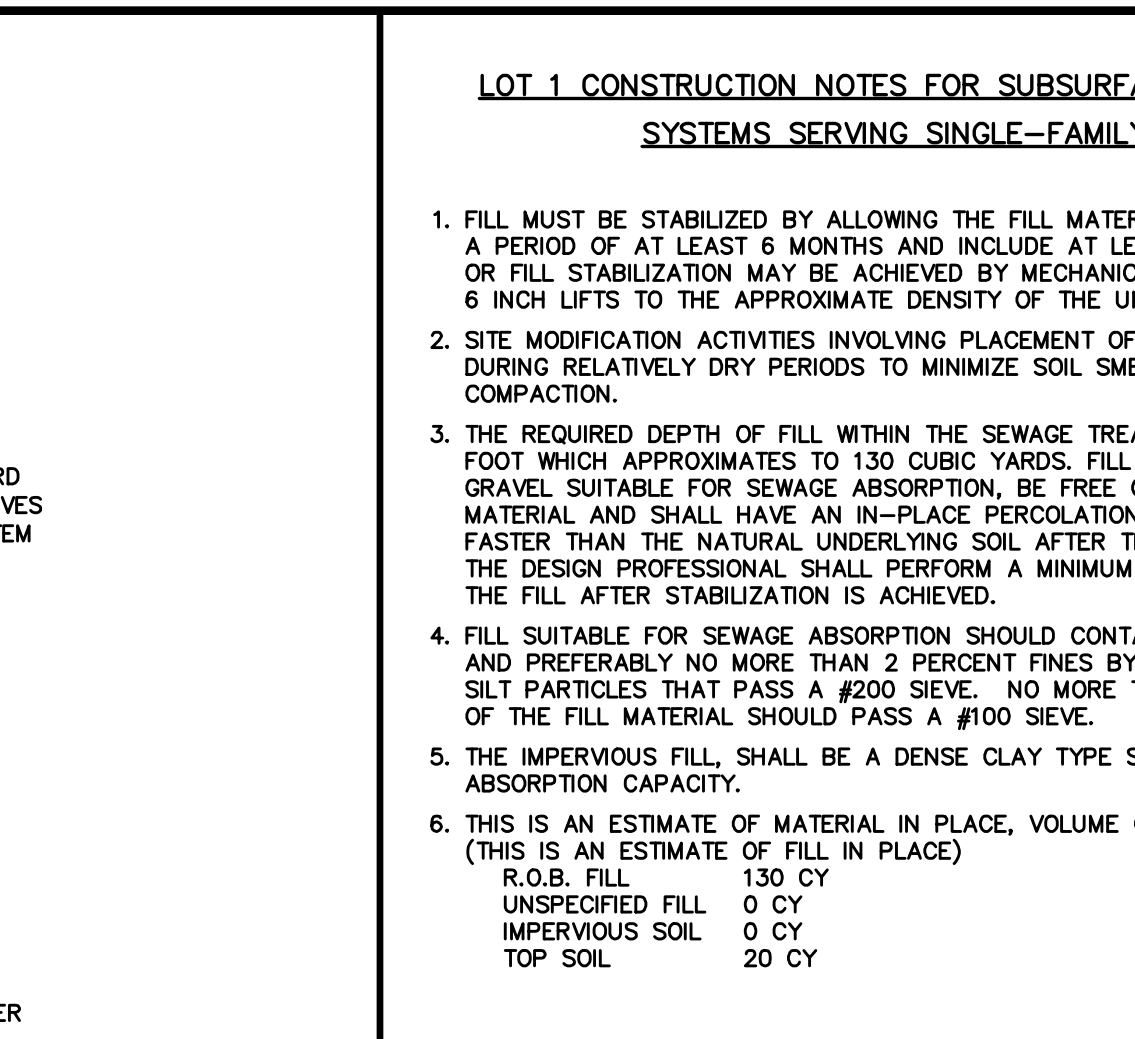 LOT 1 CONSTRUCTION NOTES FOR SUBSURFA
SYSTEMS SERVING SINGLE-FAMILY
1. FILL MUST BE STABILIZED BY ALLOWING THE FILL MATER
A PERIOD OF AT LEAST 6 MONTHS AND INCLUDE AT LE
OR FILL STABILIZATION MAY BE ACHIEVED BY MECHANIC
6 INCH LIFTS TO THE APPROXIMATE DENSITY OF THE U
2. SITE MODIFICATION ACTIVITIES INVOLVING PLACEMENT OF
DURING RELATIVELY DRY PERIODS TO MINIMIZE SOIL SME
COMPACTION.
3. THE REQUIRED DEPTH OF FILL WITHIN THE SEWAGE TREA
FOOT WHICH APPROXIMATES TO 130 CUBIC YARDS. FILL
GRAVEL SUITABLE FOR SEWAGE ABSORPTION, BE FREE
MATERIAL AND SHALL HAVE AN IN-PLACE PERCOLATION
FASTER THAN THE NATURAL UNDERLYING SOIL AFTER T
THE DESIGN PROFESSIONAL SHALL PERFORM A MINIMUM
THE FILL AFTER STABILIZATION IS ACHIEVED.
4. FILL SUITABLE FOR SEWAGE ABSORPTION SHOULD CONTA
AND PREFERABLY NO MORE THAN 2 PERCENT FINES BY
SILT PARTICLES THAT PASS A #200 SIEVE. NO MORE T
OF THE FILL MATERIAL SHOULD PASS A #100 SIEVE.
5. THE IMPERVIOUS FILL, SHALL BE A DENSE CLAY TYPE S
ABSORPTION CAPACITY.
6. THIS IS AN ESTIMATE OF MATERIAL IN PLACE, VOLUME
(THIS IS AN ESTIMATE OF FILL IN PLACE)
R.O.B. FILL 130 CY
UNSPECIFIED FILL 0 CY
IMPERVIOUS SOIL 0 CY
TOP SOIL 20 CY
RD
VES
TEM
ER